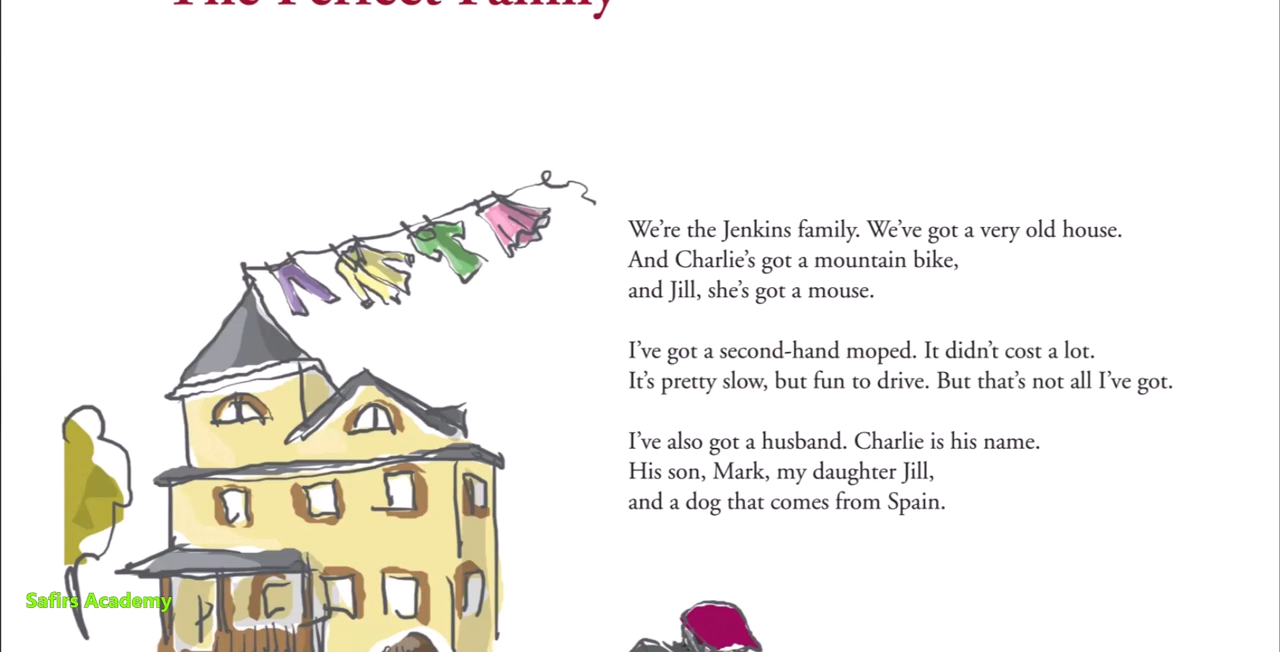 The Perfect Family
We're the Jenkins family. We've got a very old house.
And Charlie's got a mountain bike,
and Jill, she's got a mouse.
I've got a second-hand moped. It didn't cost a lot.
It's pretty slow, but fun to drive. But that's not all I've got.
I've also got a husband. Charlie is his name.
His son, Mark, my daughter Jill,
and a dog that comes from Spain.
Safirs Academy